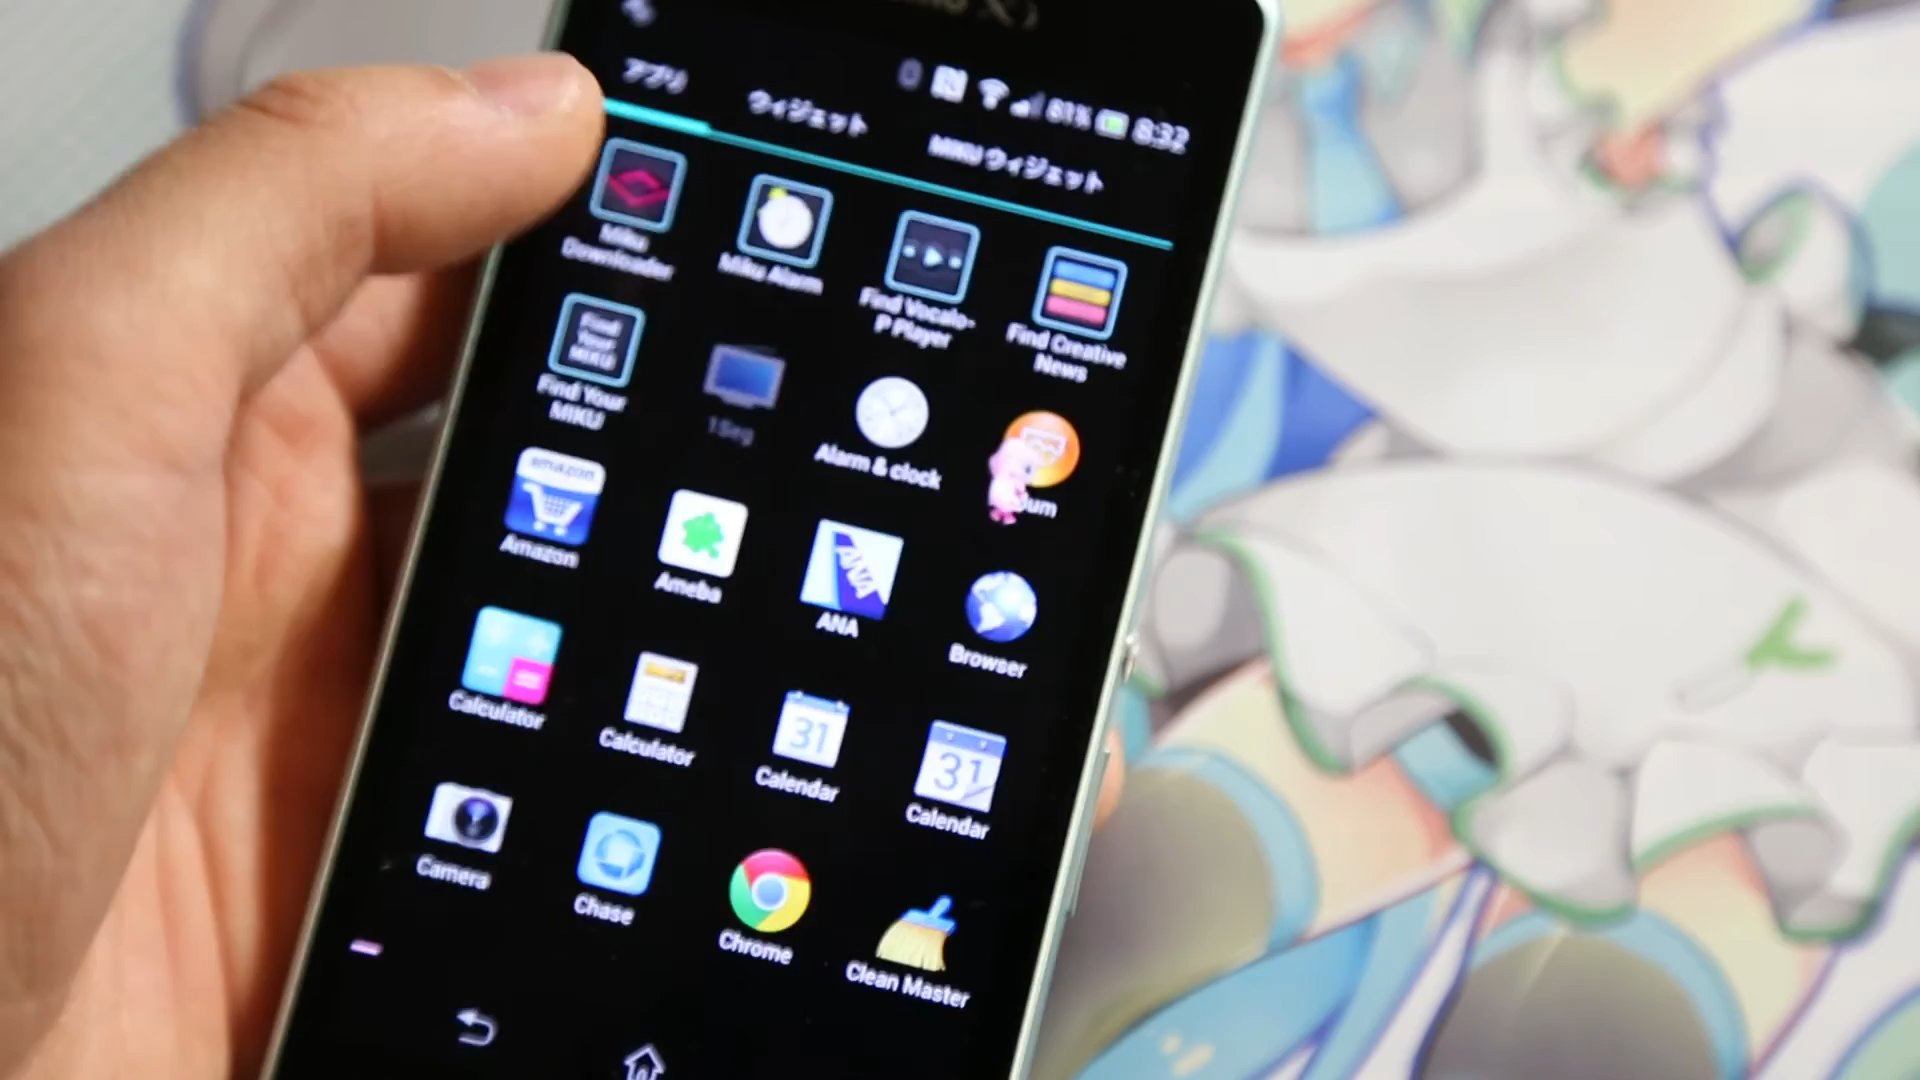 81% 8:32
アプリ ウィジェット MIKU ウィジェット
Miku
Downloader
Miku Alarm
Find Vocalo-
P Player
Find Creative
News
Find
Your
MIKU
Find Your
MIKU
1Seg
Alarm & clock
amazon
Amazon
Ameba
ANA
ANA
Browser
Calculator
Calculator
31
Calendar
31
Calendar
Camera
Chase
Chrome
Clean Master